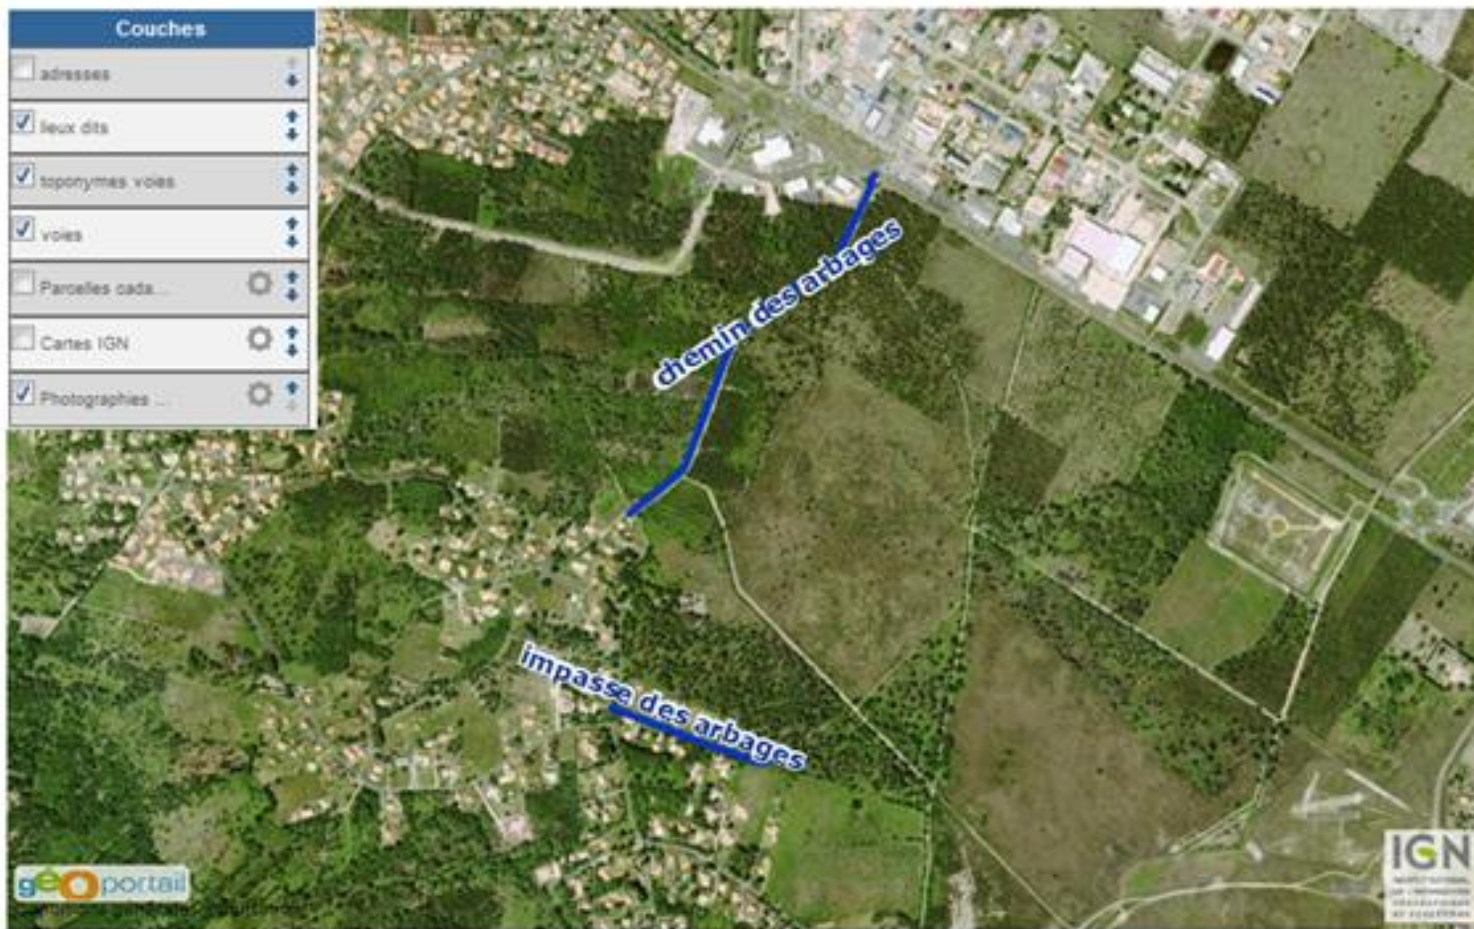 Couches
adresses
lieux dits
toponymes voies
voies
Parcelles cada...
Cartes IGN
Photographies ...
chemin des arbages
impasse des arbages
géoportail
IGN